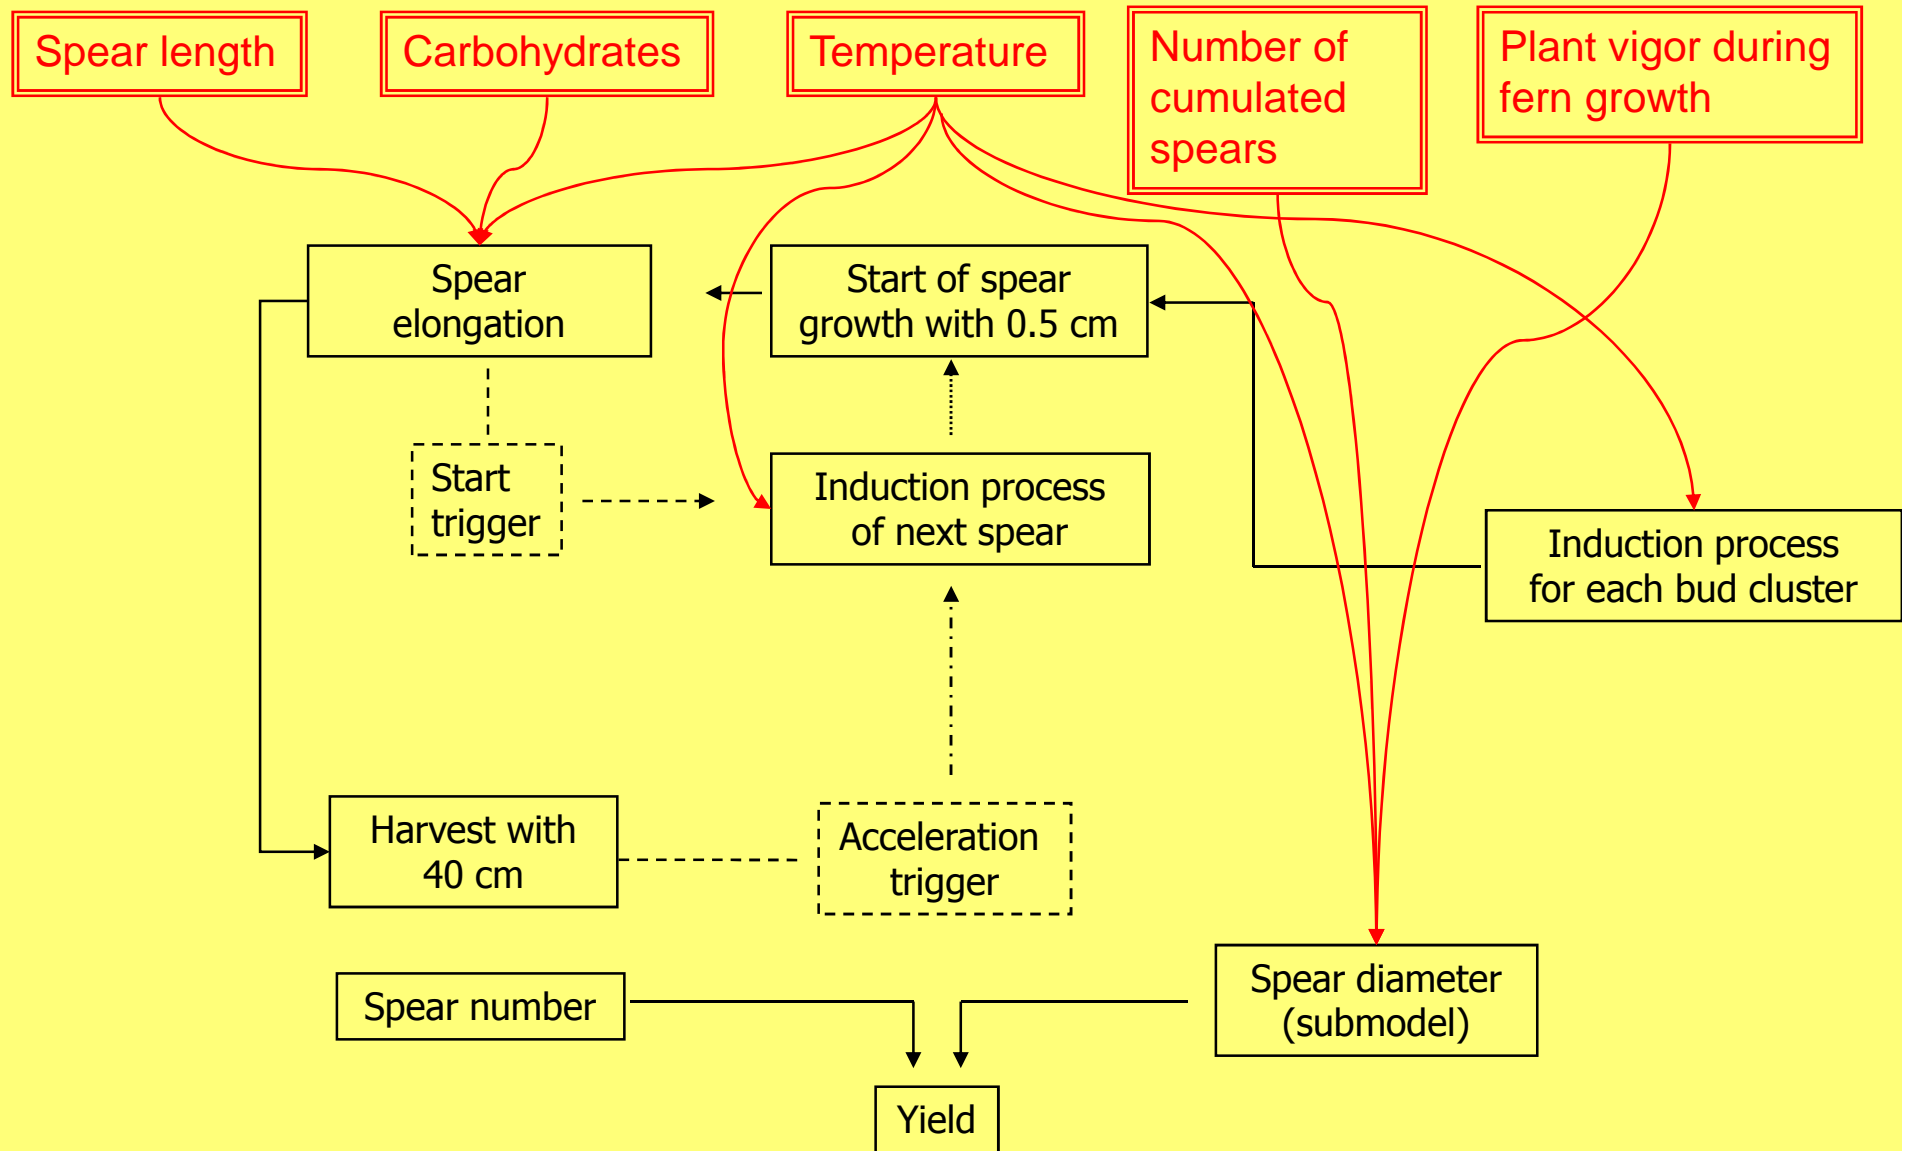 Spear length
Carbohydrates
Temperature
Number of
cumulated
spears
Plant vigor during
fern growth
Spear
elongation
Start of spear
growth with 0.5 cm
Start
trigger
Induction process
of next spear
Induction process
for each bud cluster
Harvest with
40 cm
Acceleration
trigger
Spear number
Spear diameter
(submodel)
Yield